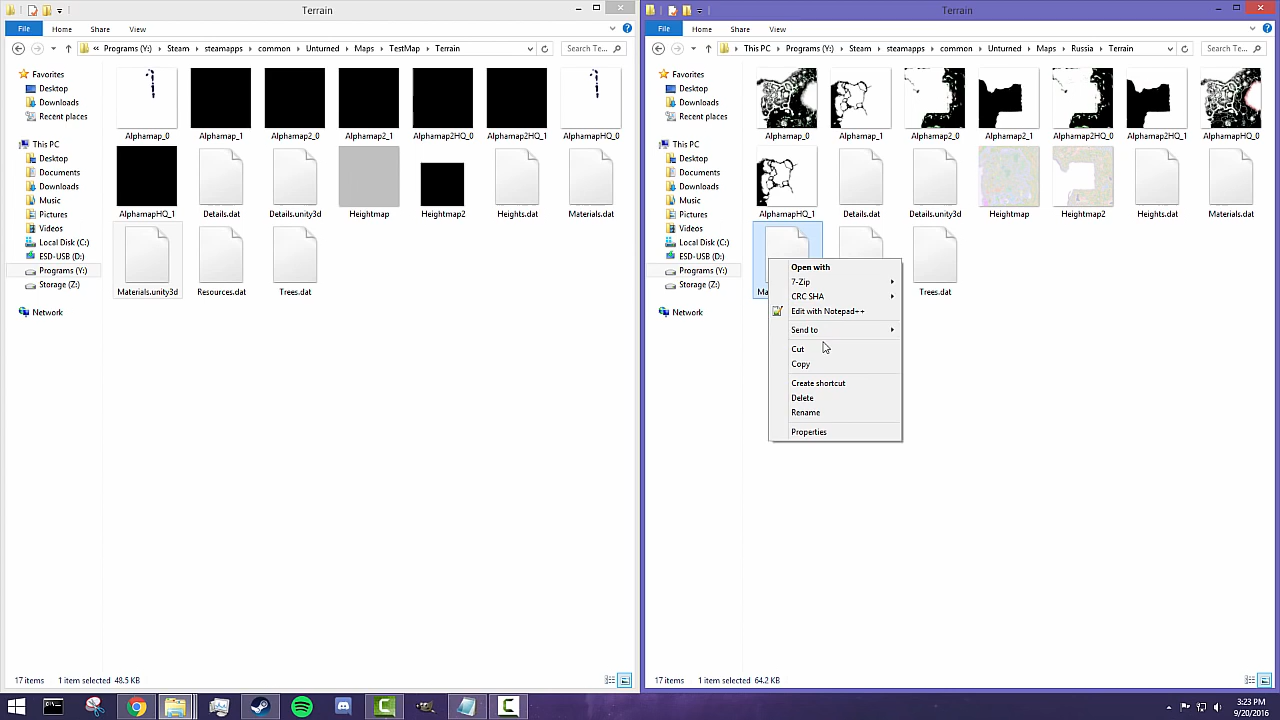 Terrain
File Home Share View
Programs (Y:) Steam steamapps common Unturned Maps TestMap Terrain
Search Te...
Favorites
Desktop
Downloads
Recent places
This PC
Desktop
Documents
Downloads
Music
Pictures
Videos
Local Disk (C:)
ESD-USB (D:)
Programs (Y:)
Storage (Z:)
Network
Alphamap_0 Alphamap_1 Alphamap2_0 Alphamap2_1 Alphamap2HQ_0 Alphamap2HQ_1 AlphamapHQ_0
AlphamapHQ_1 Details.dat Details.unity3d Heightmap Heightmap2 Heights.dat Materials.dat
Materials.unity3d Resources.dat Trees.dat
17 items 1 item selected 48.5 KB
Terrain
File Home Share View
This PC Programs (Y:) Steam steamapps common Unturned Maps Russia Terrain
Search Te...
Favorites
Desktop
Downloads
Recent places
This PC
Desktop
Documents
Downloads
Music
Pictures
Videos
Local Disk (C:)
ESD-USB (D:)
Programs (Y:)
Storage (Z:)
Network
Alphamap_0 Alphamap_1 Alphamap2_0 Alphamap2_1 Alphamap2HQ_0 Alphamap2HQ_1 AlphamapHQ_0
AlphamapHQ_1 Details.dat Details.unity3d Heightmap Heightmap2 Heights.dat Materials.dat
Ma Trees.dat
Open with
7-Zip
CRC SHA
Edit with Notepad++
Send to
Cut
Copy
Create shortcut
Delete
Rename
Properties
17 items 1 item selected 64.2 KB
3:23 PM
9/20/2016